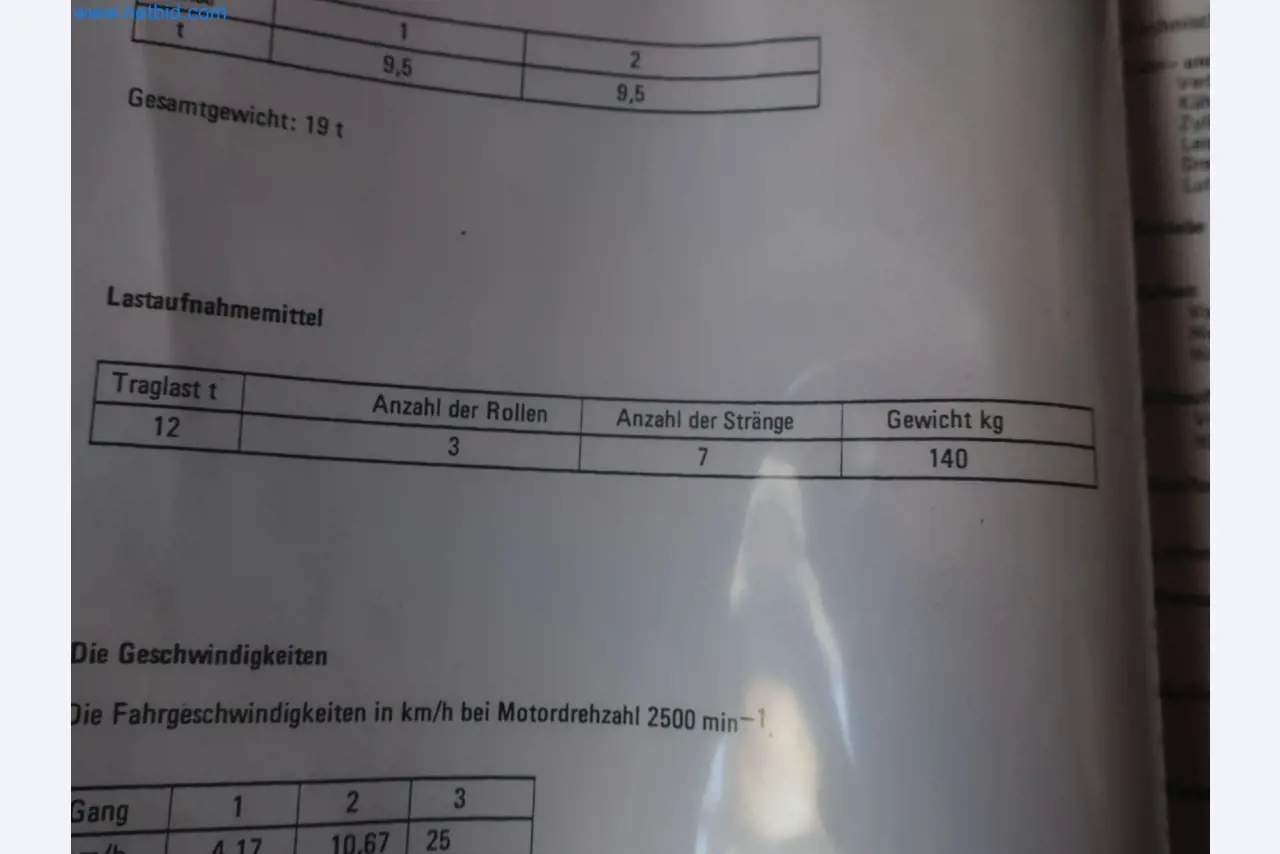 www.netbid.com
t 1 2
9,5 9,5
Gesamtgewicht: 19 t
Lastaufnahmemittel
Traglast t Anzahl der Rollen Anzahl der Stränge Gewicht kg
12 3 7 140
Die Geschwindigkeiten
Die Fahrgeschwindigkeiten in km/h bei Motordrehzahl 2500 min–1.
Gang 1 2 3
4,17 10,67 25